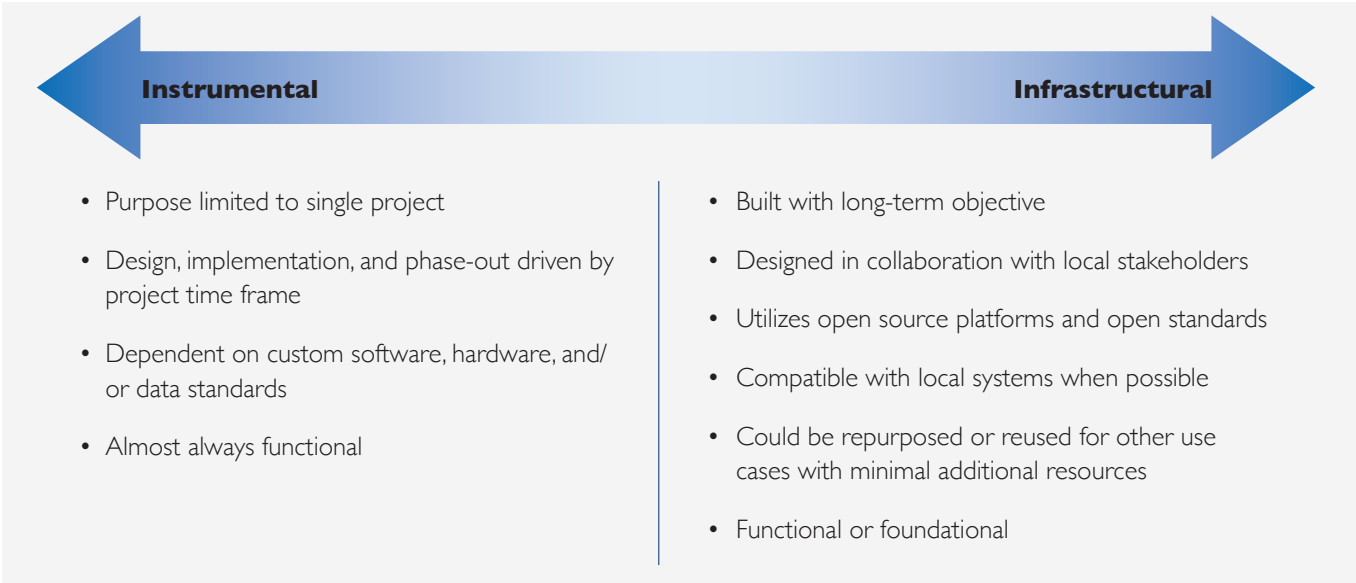 Instrumental
Infrastructural
• Purpose limited to single project
• Design, implementation, and phase-out driven by
project time frame
• Dependent on custom software, hardware, and/
or data standards
• Almost always functional
• Built with long-term objective
• Designed in collaboration with local stakeholders
• Utilizes open source platforms and open standards
• Compatible with local systems when possible
• Could be repurposed or reused for other use
cases with minimal additional resources
• Functional or foundational